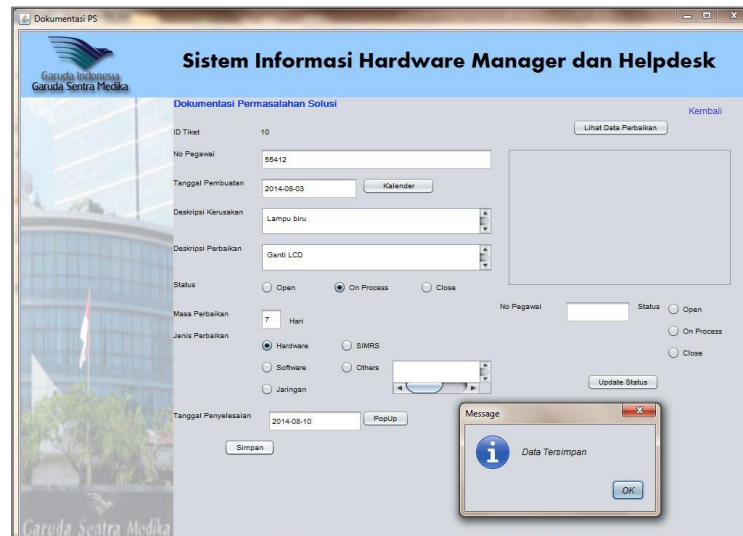 Dokumentasi PS
Garuda Indonesia
Garuda Sentra Medika
Sistem Informasi Hardware Manager dan Helpdesk
Dokumentasi Permasalahan Solusi
Kembali
ID Tiket 10
Lihat Data Perbaikan
No Pegawai 55412
Tanggal Pembuatan 2014-08-03 Kalender
Deskripsi Kerusakan Lampu biru
Deskripsi Perbaikan Ganti LCD
Status Open On Process Close
Masa Perbaikan 7 Hari
Jenis Perbaikan Hardware SIMRS
Software Others
Jaringan
Tanggal Penyelesaian 2014-08-10 PopUp
Simpan
No Pegawai Status Open
On Process
Close
Update Status
Message
Data Tersimpan
OK
Garuda Sentra Medika